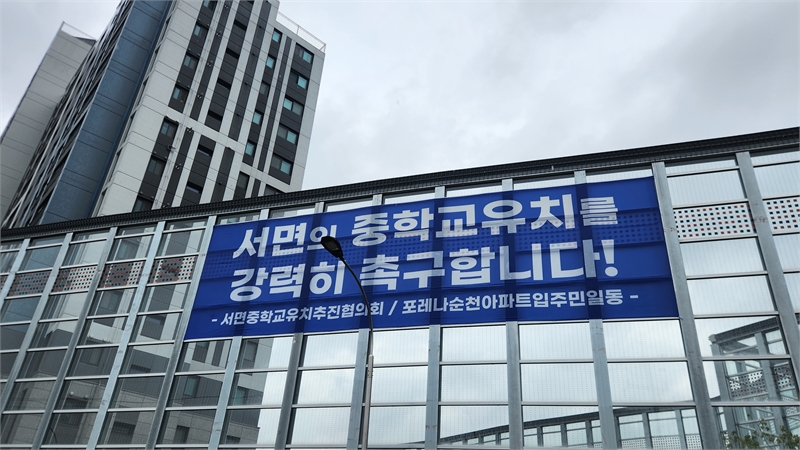 서면의 중학교유치를
강력히 촉구합니다!
- 서면중학교유치추진협의회 / 포레나순천아파트입주민일동 -